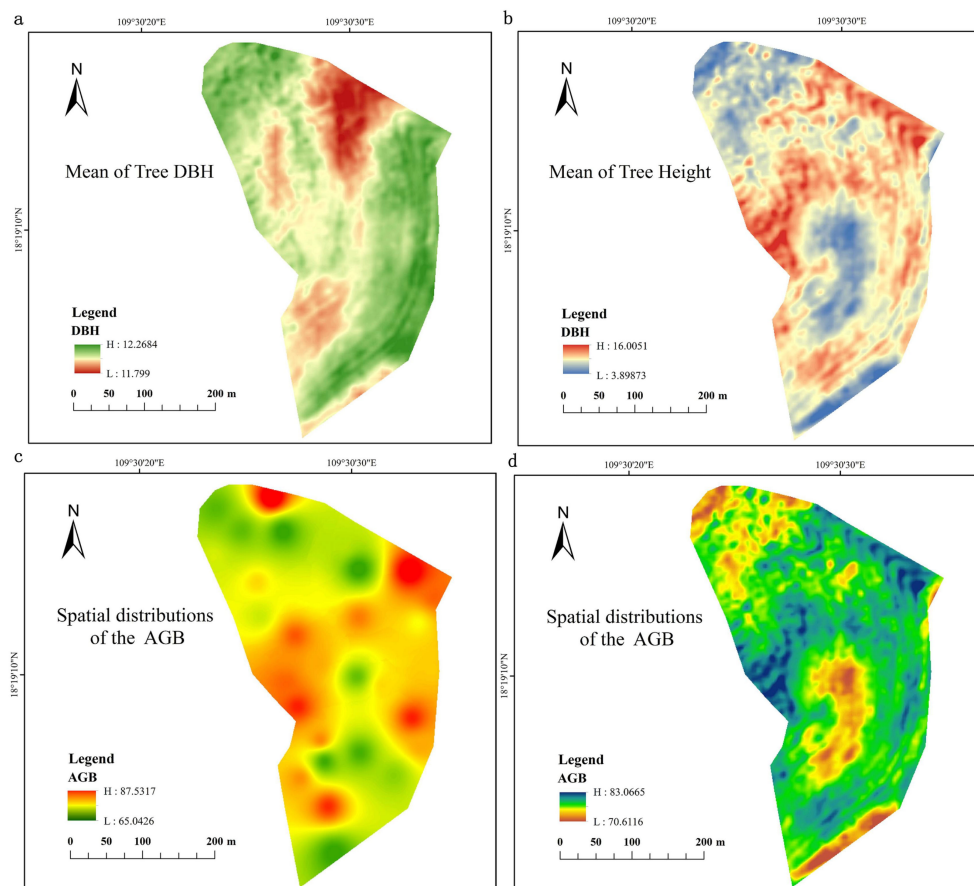 a
109°30'20"E
109°30'30"E
N
Mean of Tree DBH
18°19'10"N
Legend
DBH
H : 12.2684
L : 11.799
0 50 100 200 m
b
109°30'20"E
109°30'30"E
N
Mean of Tree Height
18°19'10"N
Legend
DBH
H : 16.0051
L : 3.89873
0 50 100 200 m
c
109°30'20"E
109°30'30"E
N
Spatial distributions
of the AGB
18°19'10"N
Legend
AGB
H : 87.5317
L : 65.0426
0 50 100 200 m
d
109°30'20"E
109°30'30"E
N
Spatial distributions
of the AGB
18°19'10"N
Legend
AGB
H : 83.0665
L : 70.6116
0 50 100 200 m